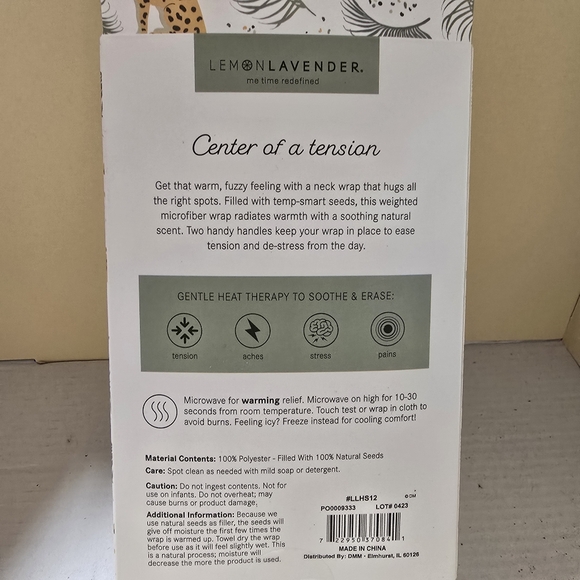 LEMONLAVENDER®
me time redefined
Center of a tension
Get that warm, fuzzy feeling with a neck wrap that hugs all
the right spots. Filled with temp-smart seeds, this weighted
microfiber wrap radiates warmth with a soothing natural
scent. Two handy handles keep your wrap in place to ease
tension and de-stress from the day.
GENTLE HEAT THERAPY TO SOOTHE & ERASE:
tension aches stress pains
Microwave for warming relief. Microwave on high for 10-30
seconds from room temperature. Touch test or wrap in cloth to
avoid burns. Feeling icy? Freeze instead for cooling comfort!
Material Contents: 100% Polyester - Filled With 100% Natural Seeds
Care: Spot clean as needed with mild soap or detergent.
Caution: Do not ingest contents. Not for
use on infants. Do not overheat; may
cause burns or product damage.
Additional Information: Because we
use natural seeds as filler, the seeds will
give off moisture the first few times the
wrap is warmed up. Towel dry the wrap
before use as it will feel slightly wet. This
is a natural process; moisture will
decrease the more the product is used.
#LLHS12
© DM
PO0009333 LOT# 0423
7 22950 37084 1
MADE IN CHINA
Distributed By: DMM - Elmhurst, IL 60126